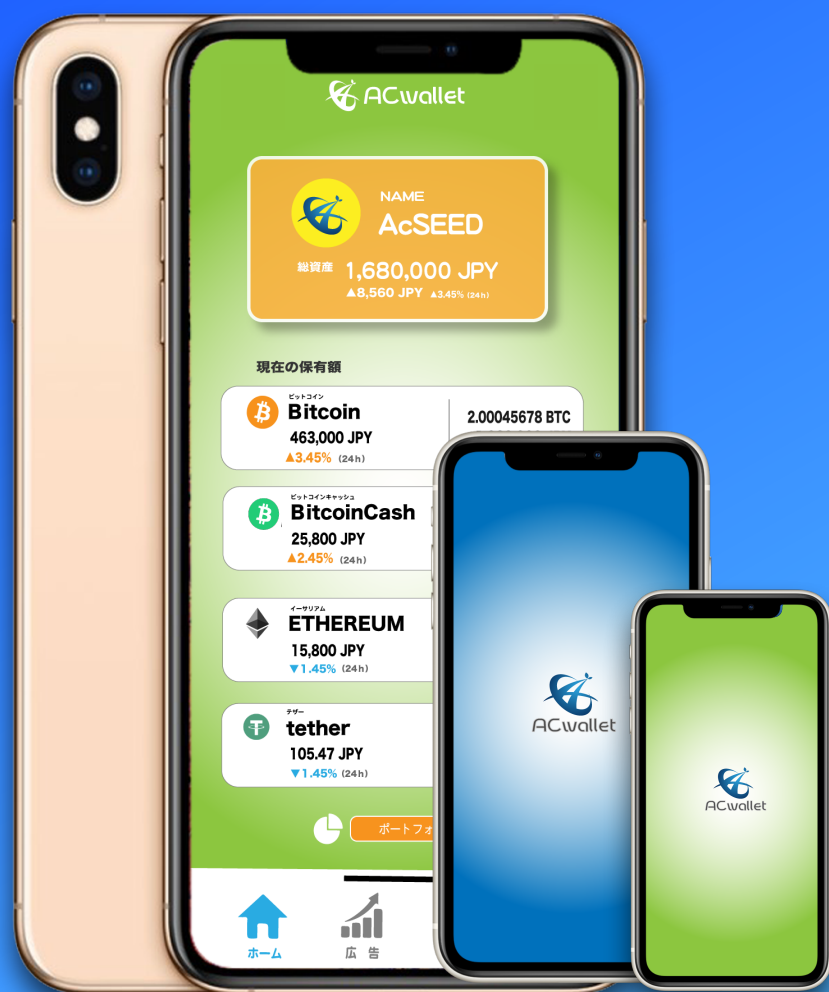 ACwallet
NAME
AcSEED
総資産 1,680,000 JPY
▲8,560 JPY ▲3.45% (24h)
現在の保有額
ビットコイン
Bitcoin
463,000 JPY
▲3.45% (24h)
2.00045678 BTC
ビットコインキャッシュ
BitcoinCash
25,800 JPY
▲2.45% (24h)
イーサリアム
ETHEREUM
15,800 JPY
▼1.45% (24h)
テザー
tether
105.47 JPY
▼1.45% (24h)
ポートフォ
ホーム
広告
ACwallet
ACwallet